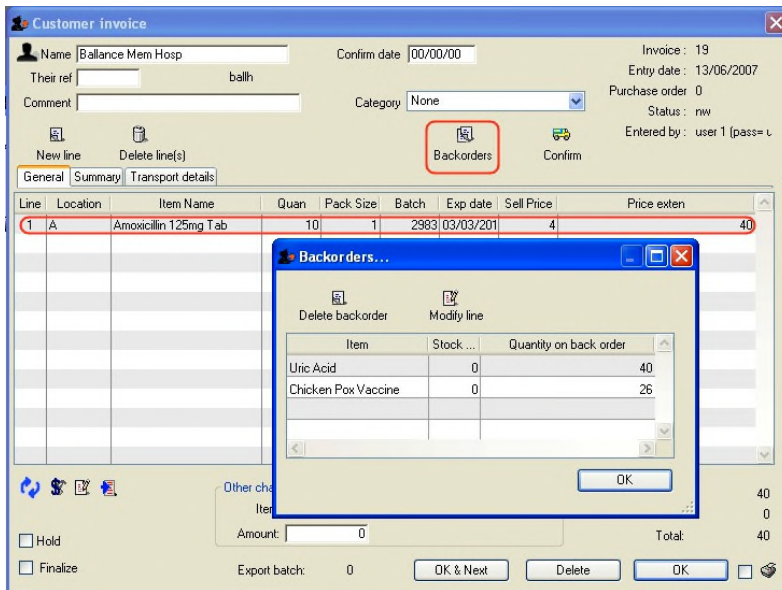 Customer invoice
Name Ballance Mem Hosp Confirm date 00/00/00 Invoice : 19
Their ref ballh Entry date : 13/06/2007
Comment Category None Purchase order 0
Status : nw
New line Delete line(s) Backorders Confirm Entered by : user 1 (pass=
General Summary Transport details
Line Location Item Name Quan Pack Size Batch Exp date Sell Price Price exten
1 A Amoxicillin 125mg Tab 10 1 2983 03/03/201 4 40
Backorders...
Delete backorder Modify line
Item Stock ... Quantity on back order
Uric Acid 0 40
Chicken Pox Vaccine 0 26
OK
Other cha 40
Iter 0
Amount: 0 Total: 40
Hold
Finalize Export batch: 0 OK & Next Delete OK